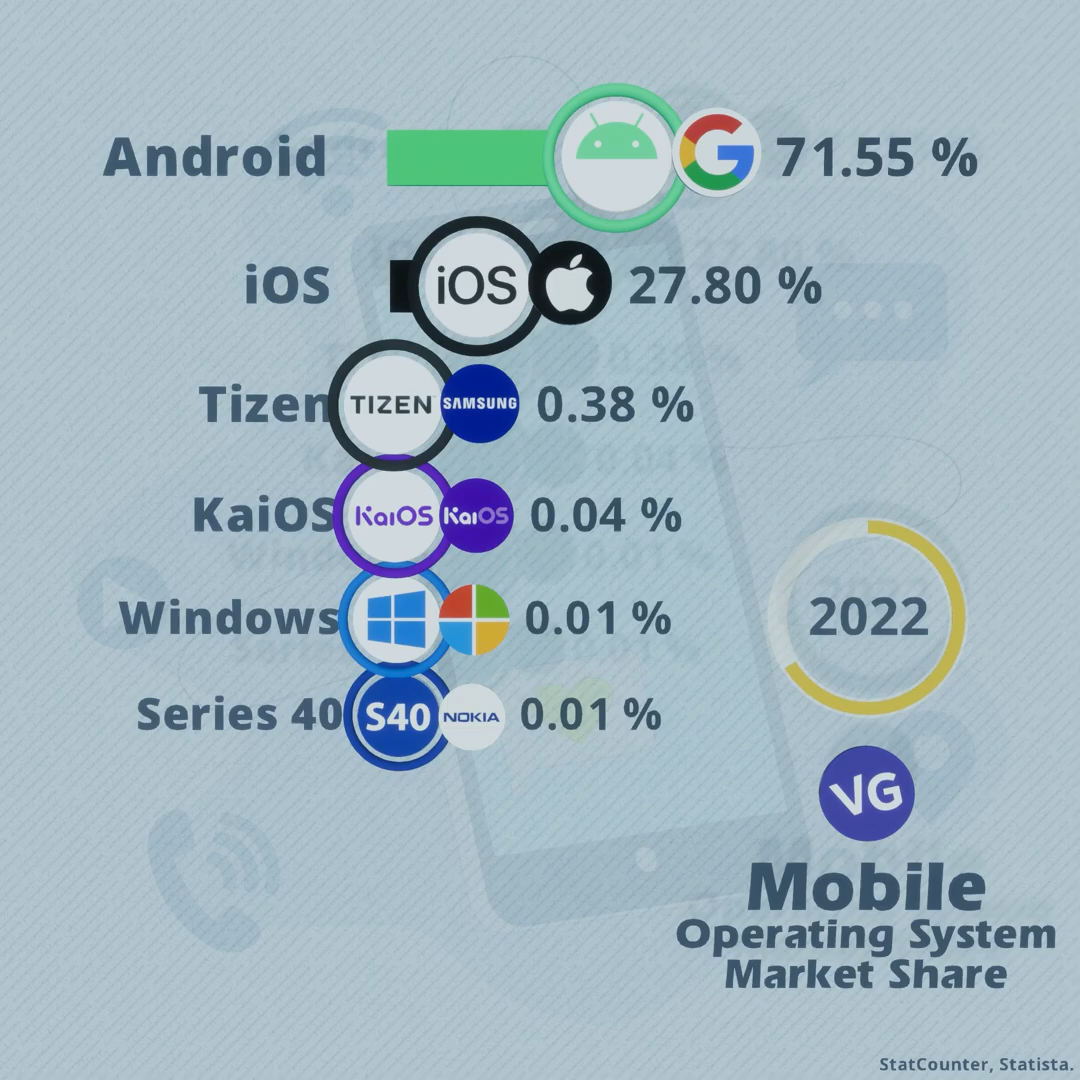 Android 71.55 %
iOS iOS 27.80 %
Tizen TIZEN SAMSUNG 0.38 %
KaiOS KaiOS KaiOS 0.04 %
Windows 0.01 %
Series 40 S40 NOKIA 0.01 %
2022
VG
Mobile
Operating System
Market Share
StatCounter, Statista.